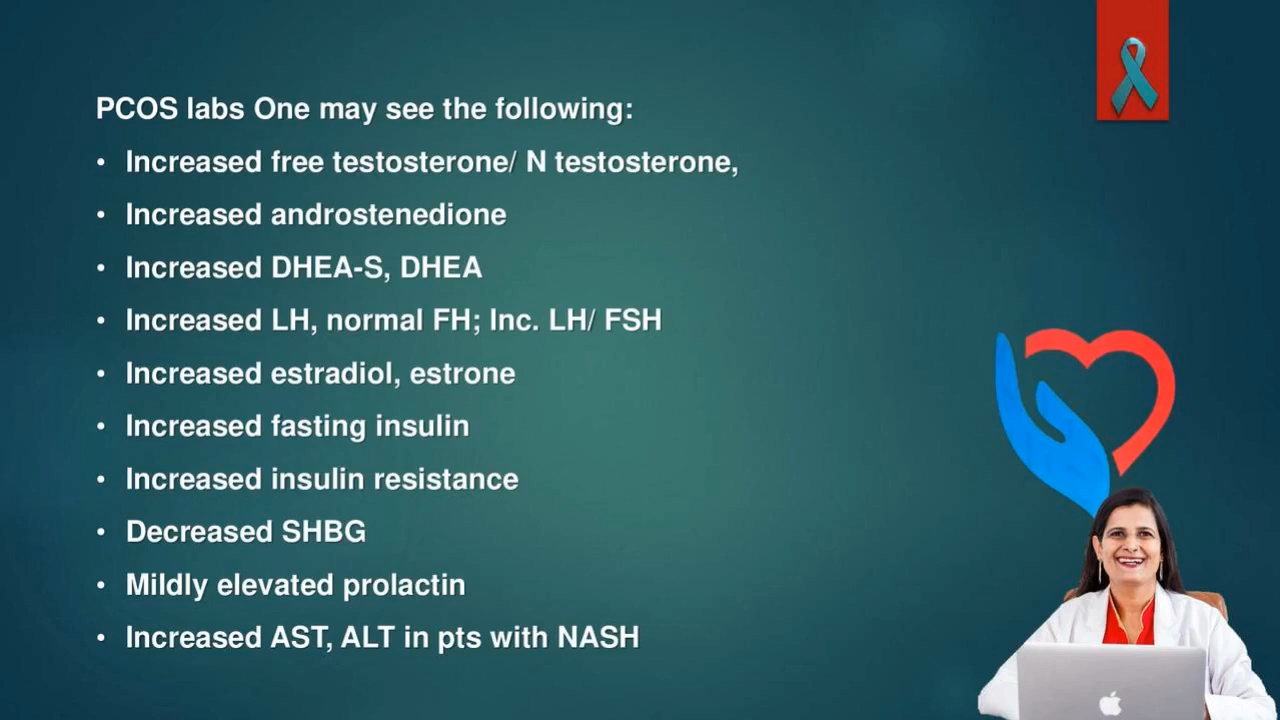 PCOS labs One may see the following:
• Increased free testosterone/ N testosterone,
• Increased androstenedione
• Increased DHEA-S, DHEA
• Increased LH, normal FH; Inc. LH/ FSH
• Increased estradiol, estrone
• Increased fasting insulin
• Increased insulin resistance
• Decreased SHBG
• Mildly elevated prolactin
• Increased AST, ALT in pts with NASH